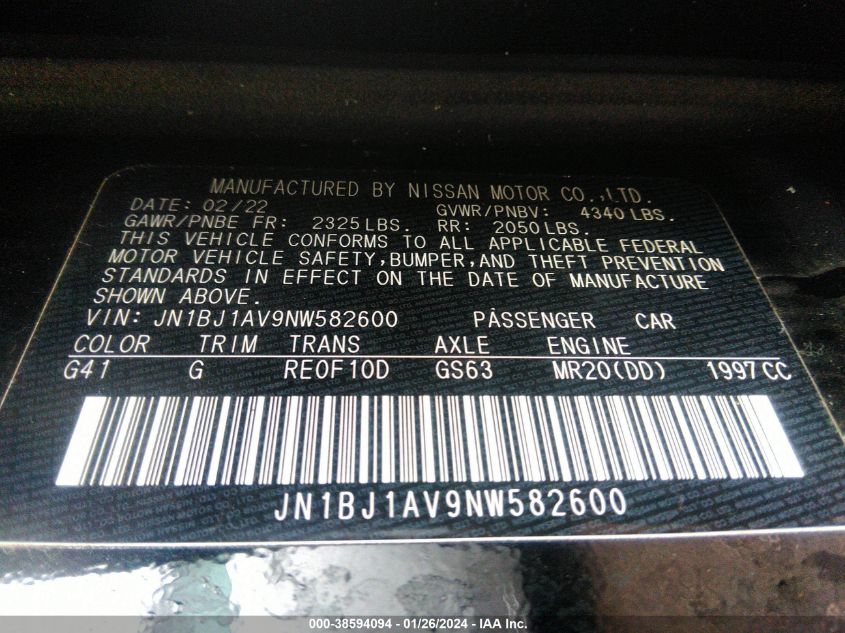 MANUFACTURED BY NISSAN MOTOR CO.,LTD.
DATE: 02/22 GVWR/PNBV: 4340 LBS.
GAWR/PNBE FR: 2325 LBS. RR: 2050 LBS.
THIS VEHICLE CONFORMS TO ALL APPLICABLE FEDERAL
MOTOR VEHICLE SAFETY, BUMPER, AND THEFT PREVENTION
STANDARDS IN EFFECT ON THE DATE OF MANUFACTURE
SHOWN ABOVE.
VIN: JN1BJ1AV9NW582600 PASSENGER CAR
COLOR TRIM TRANS AXLE ENGINE
G41 G RE0F10D GS63 MR20(DD) 1997 CC
JN1BJ1AV9NW582600
000-38594094 - 01/26/2024 - IAA Inc.